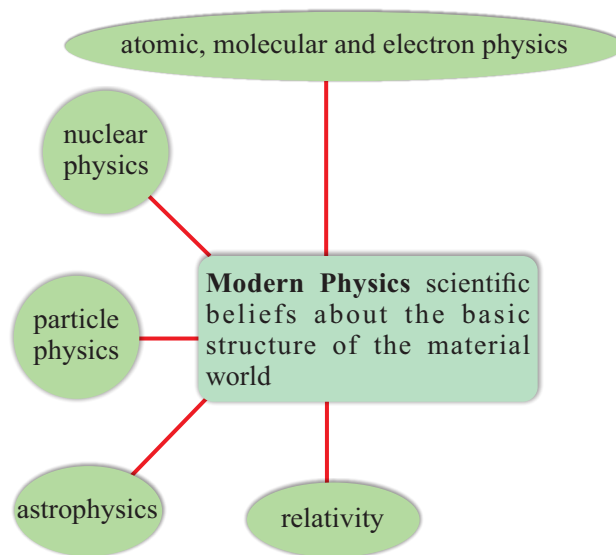 atomic, molecular and electron physics
nuclear
physics
Modern Physics scientific
beliefs about the basic
structure of the material
world
particle
physics
astrophysics
relativity